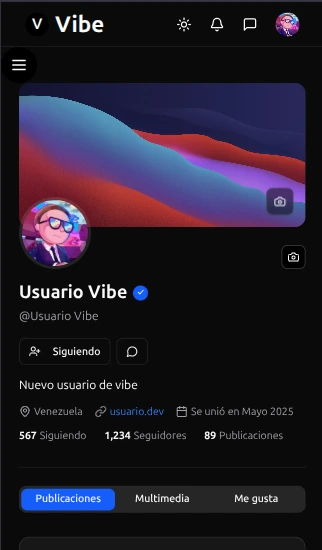 V Vibe
Usuario Vibe
@Usuario Vibe
Siguiendo
Nuevo usuario de vibe
Venezuela usuario.dev Se unió en Mayo 2025
567 Siguiendo 1,234 Seguidores 89 Publicaciones
Publicaciones Multimedia Me gusta